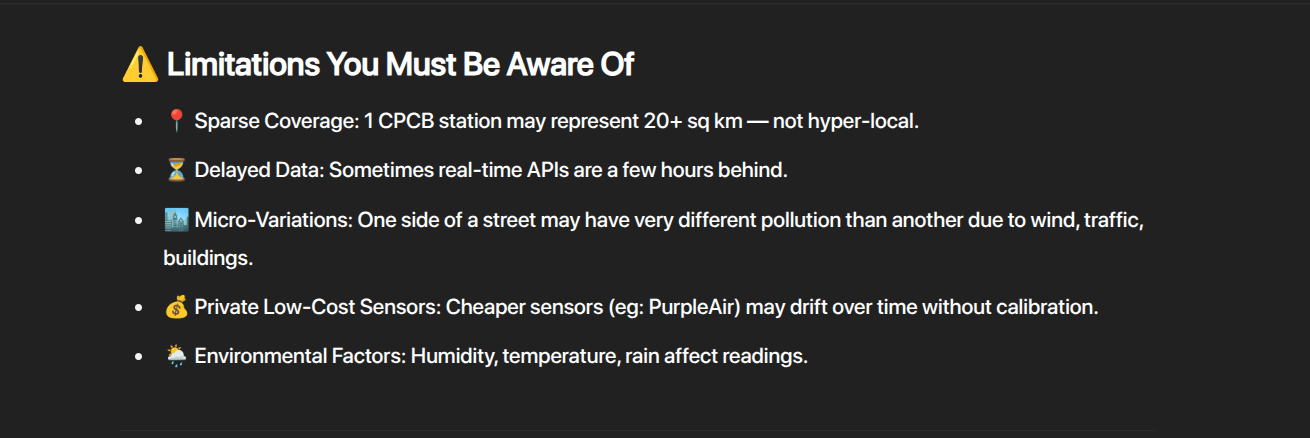 ⚠️ Limitations You Must Be Aware Of
• 📍 Sparse Coverage: 1 CPCB station may represent 20+ sq km — not hyper-local.
• ⏳ Delayed Data: Sometimes real-time APIs are a few hours behind.
• 🏙️ Micro-Variations: One side of a street may have very different pollution than another due to wind, traffic,
buildings.
• 💰 Private Low-Cost Sensors: Cheaper sensors (eg: PurpleAir) may drift over time without calibration.
• 🌦️ Environmental Factors: Humidity, temperature, rain affect readings.